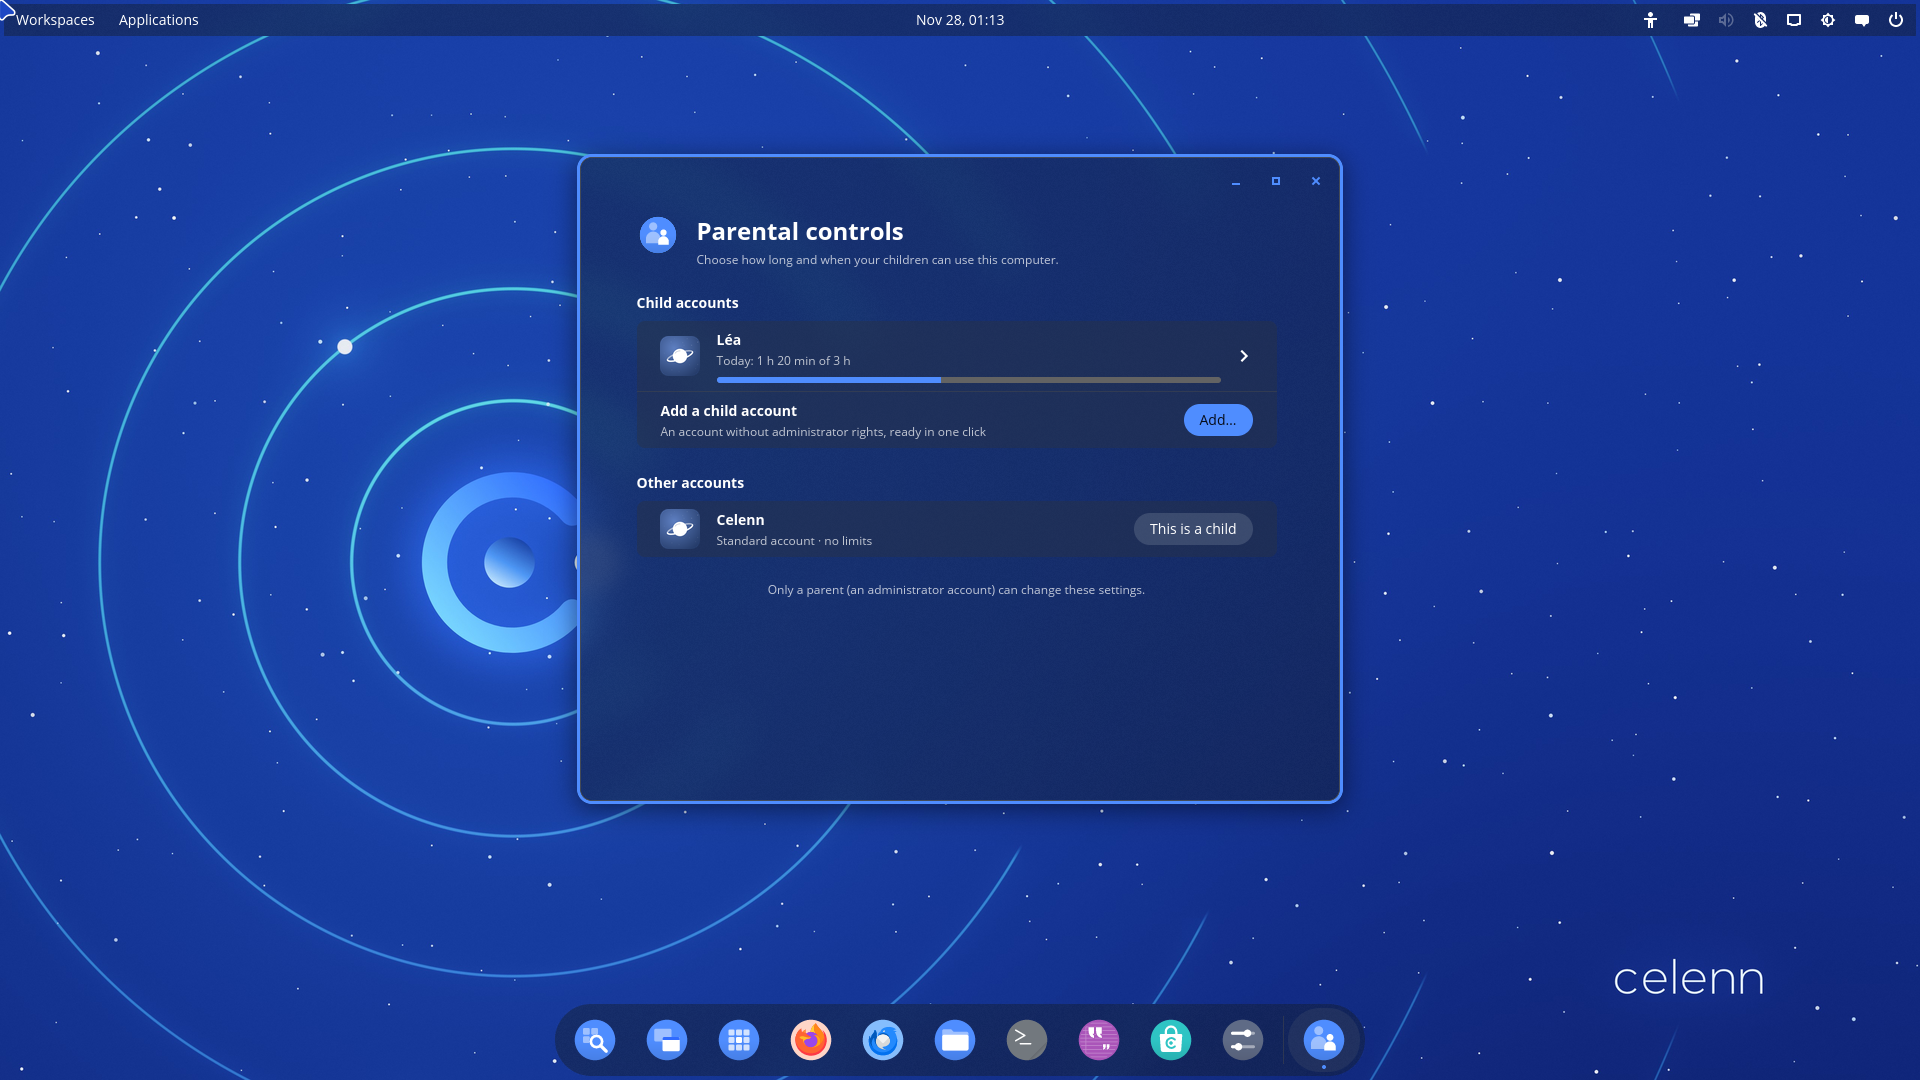 Workspaces Applications Nov 28, 01:13
Parental controls
Choose how long and when your children can use this computer.
Child accounts
Léa
Today: 1 h 20 min of 3 h
Add a child account
An account without administrator rights, ready in one click
Add...
Other accounts
Celenn
Standard account · no limits
This is a child
Only a parent (an administrator account) can change these settings.
celenn